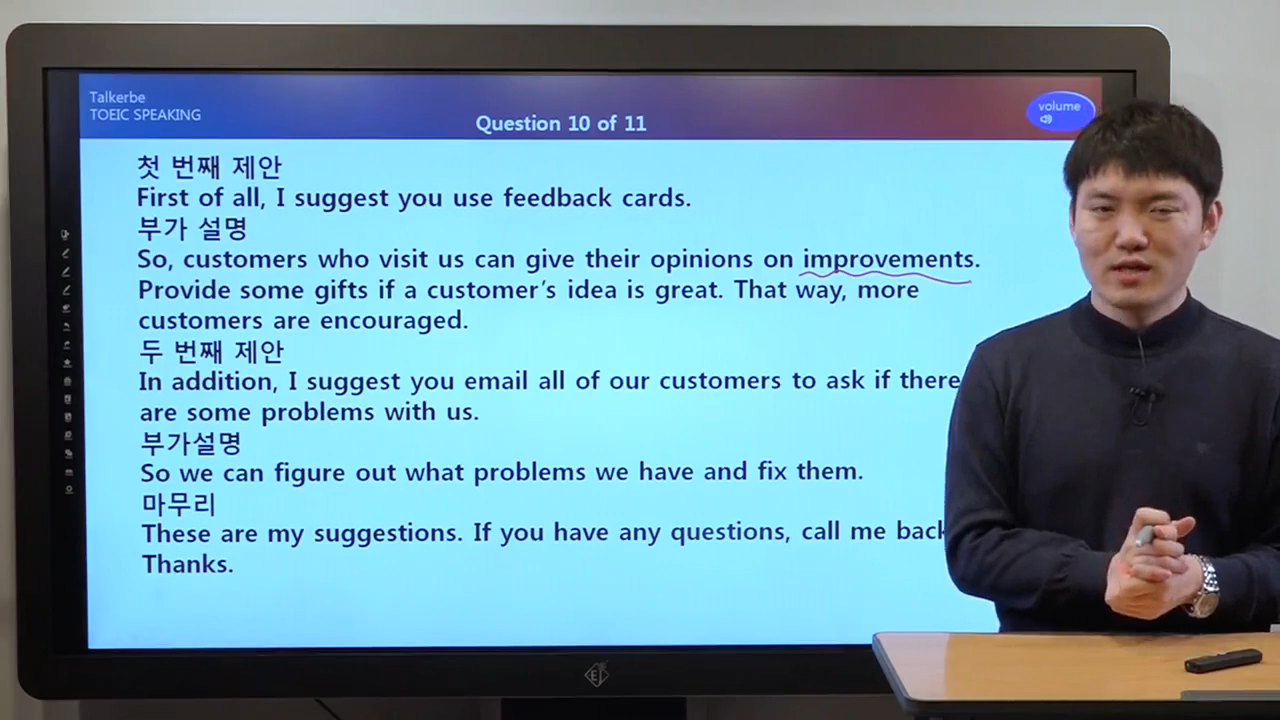 Talkerbe
TOEIC SPEAKING
Question 10 of 11
volume
첫 번째 제안
First of all, I suggest you use feedback cards.
부가 설명
So, customers who visit us can give their opinions on improvements.
Provide some gifts if a customer's idea is great. That way, more
customers are encouraged.
두 번째 제안
In addition, I suggest you email all of our customers to ask if there
are some problems with us.
부가설명
So we can figure out what problems we have and fix them.
마무리
These are my suggestions. If you have any questions, call me back
Thanks.